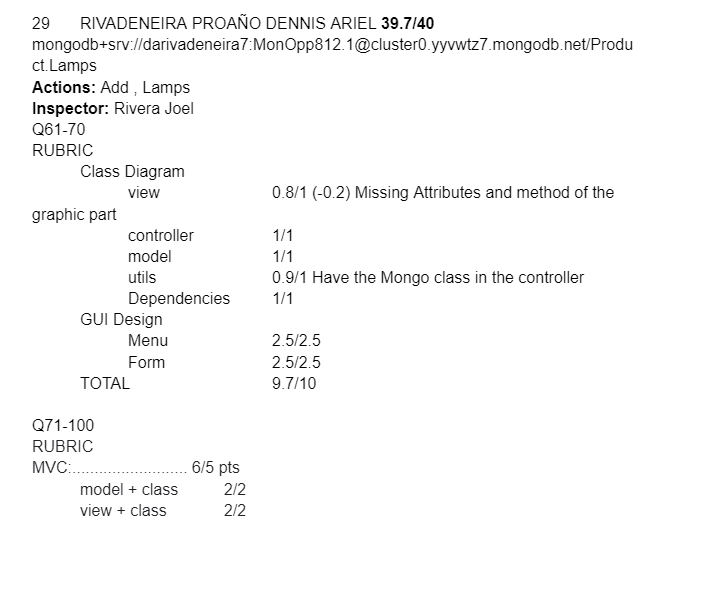 29 RIVADENEIRA PROAÑO DENNIS ARIEL 39.7/40
mongodb+srv://darivadeneira7:MonOpp812.1@cluster0.yyvwtz7.mongodb.net/Produ
ct.Lamps
Actions: Add , Lamps
Inspector: Rivera Joel
Q61-70
RUBRIC
Class Diagram
view 0.8/1 (-0.2) Missing Attributes and method of the
graphic part
controller 1/1
model 1/1
utils 0.9/1 Have the Mongo class in the controller
Dependencies 1/1
GUI Design
Menu 2.5/2.5
Form 2.5/2.5
TOTAL 9.7/10
Q71-100
RUBRIC
MVC:.......................... 6/5 pts
model + class 2/2
view + class 2/2